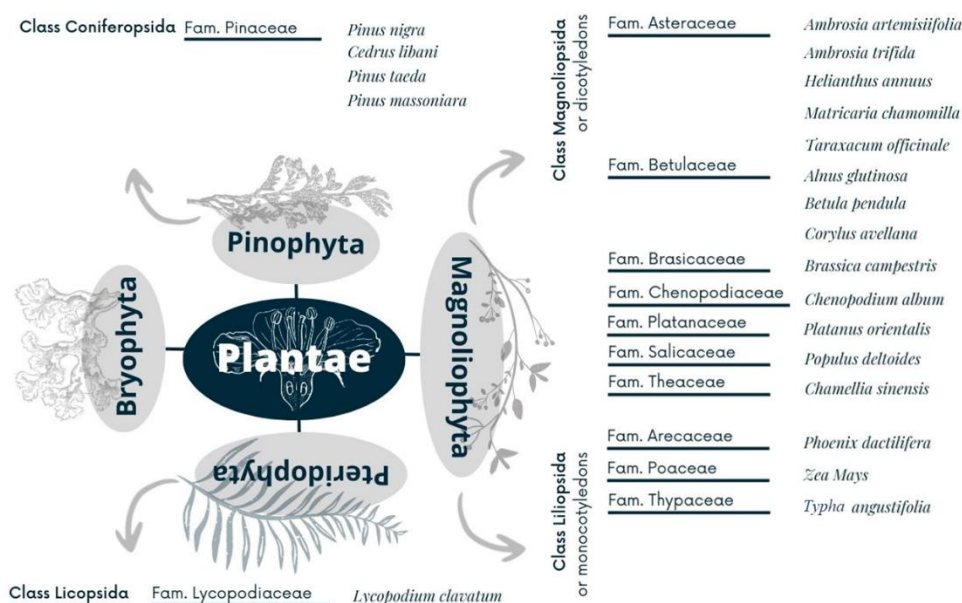 Class Coniferopsida Fam. Pinaceae Pinus nigra
Cedrus libani
Pinus taeda
Pinus massoniara
Class Magnoliopsida
or dicotyledons
Fam. Asteraceae Ambrosia artemisiifolia
Ambrosia trifida
Helianthus annuus
Matricaria chamomilla
Taraxacum officinale
Fam. Betulaceae Alnus glutinosa
Betula pendula
Corylus avellana
Fam. Brasicaceae Brassica campestris
Fam. Chenopodiaceae Chenopodium album
Fam. Platanaceae Platanus orientalis
Fam. Salicaceae Populus deltoides
Fam. Theaceae Chamellia sinensis
Pinophyta
Bryophyta
Plantae
Magnoliophyta
Pteridophyta
Class Liliopsida
or monocotyledons
Fam. Arecaceae Phoenix dactilifera
Fam. Poaceae Zea Mays
Fam. Thypaceae Typha angustifolia
Class Licopsida Fam. Lycopodiaceae Lycopodium clavatum